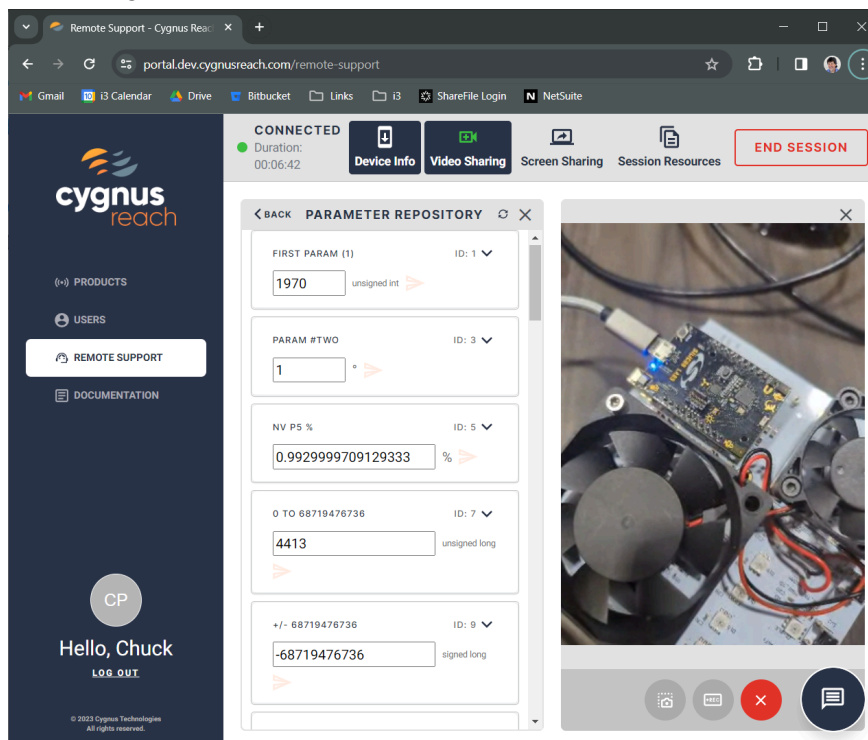 Remote Support - Cygnus Reac
portal.dev.cygnusreach.com/remote-support
Gmail i3 Calendar Drive Bitbucket Links i3 ShareFile Login NetSuite
cygnus
reach
PRODUCTS
USERS
REMOTE SUPPORT
DOCUMENTATION
CP
Hello, Chuck
LOG OUT
© 2023 Cygnus Technologies
All rights reserved.
CONNECTED
Duration:
00:06:42
Device Info
Video Sharing
Screen Sharing
Session Resources
END SESSION
BACK PARAMETER REPOSITORY
FIRST PARAM (1) ID: 1
1970 unsigned int
PARAM #TWO ID: 3
1 °
NV P5 % ID: 5
0.9929999709129333 %
0 TO 68719476736 ID: 7
4413 unsigned long
+/- 68719476736 ID: 9
-68719476736 signed long
REC